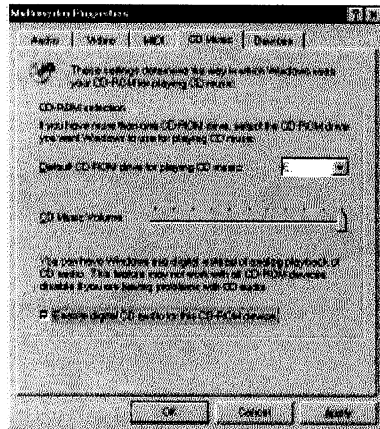 Multimedia Properties
Audio Video MIDI CD Music Devices
These settings determine the way in which Windows uses
your CD-ROM for playing CD music.
CD-ROM selection
If you have more than one CD-ROM drive, select the CD-ROM drive
you want Windows to use for playing CD music.
Default CD-ROM drive for playing CD music:
CD Music Volume
You can have Windows use digital instead of analog playback of
CD audio. This feature may not work with all CD-ROM devices,
disable if you are having problems with CD audio.
Enable digital CD audio for this CD-ROM device.
OK Cancel Apply